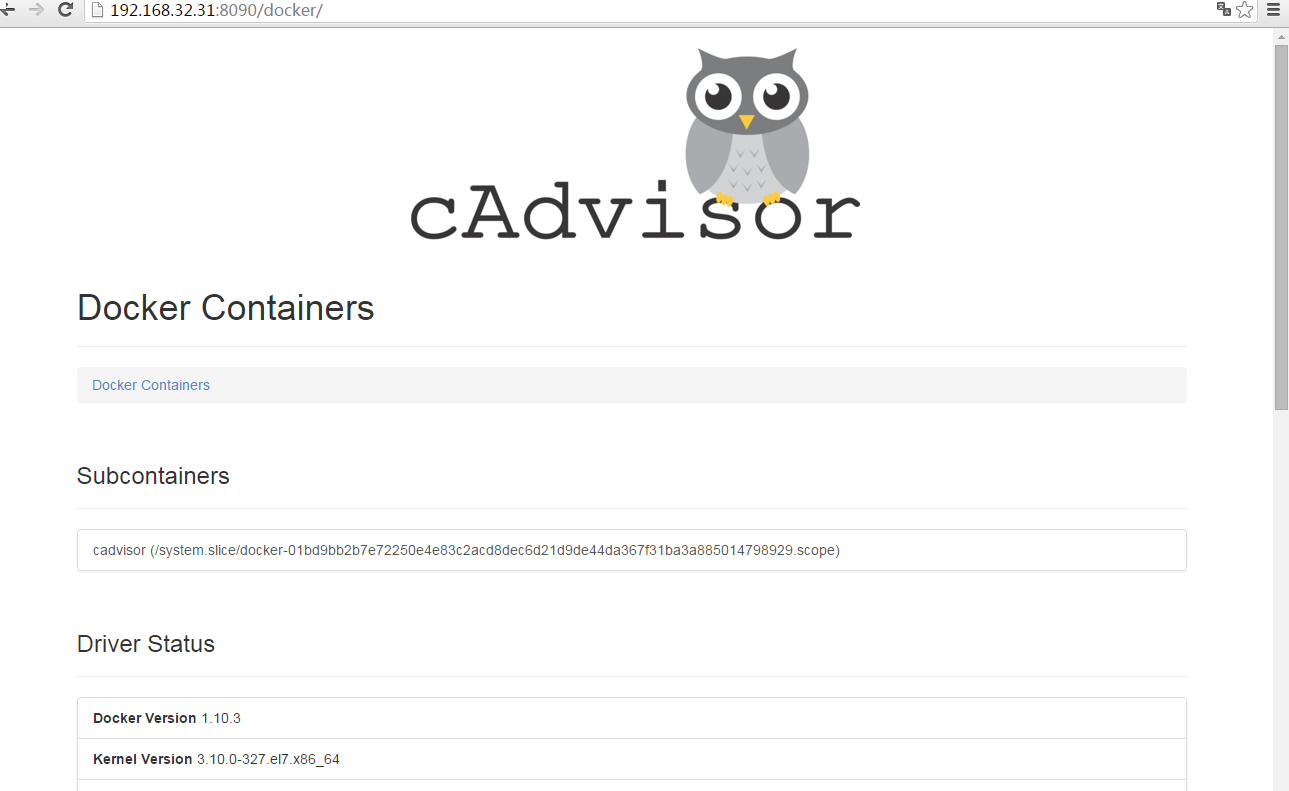 192.168.32.31:8090/docker/
cAdvisor
Docker Containers
Docker Containers
Subcontainers
cadvisor (/system.slice/docker-01bd9bb2b7e72250e4e83c2acd8dec6d21d9de44da367f31ba3a885014798929.scope)
Driver Status
Docker Version 1.10.3
Kernel Version 3.10.0-327.el7.x86_64